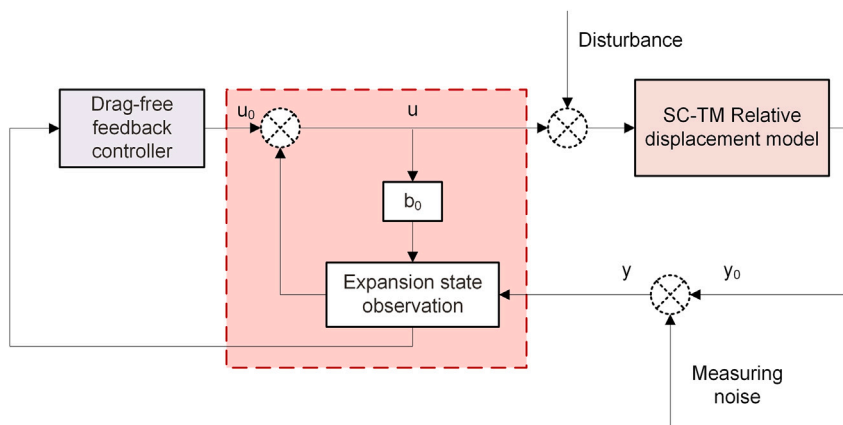 Disturbance
Drag-free
feedback
controller
u₀
u
SC-TM Relative
displacement model
b₀
Expansion state
observation
y
y₀
Measuring
noise